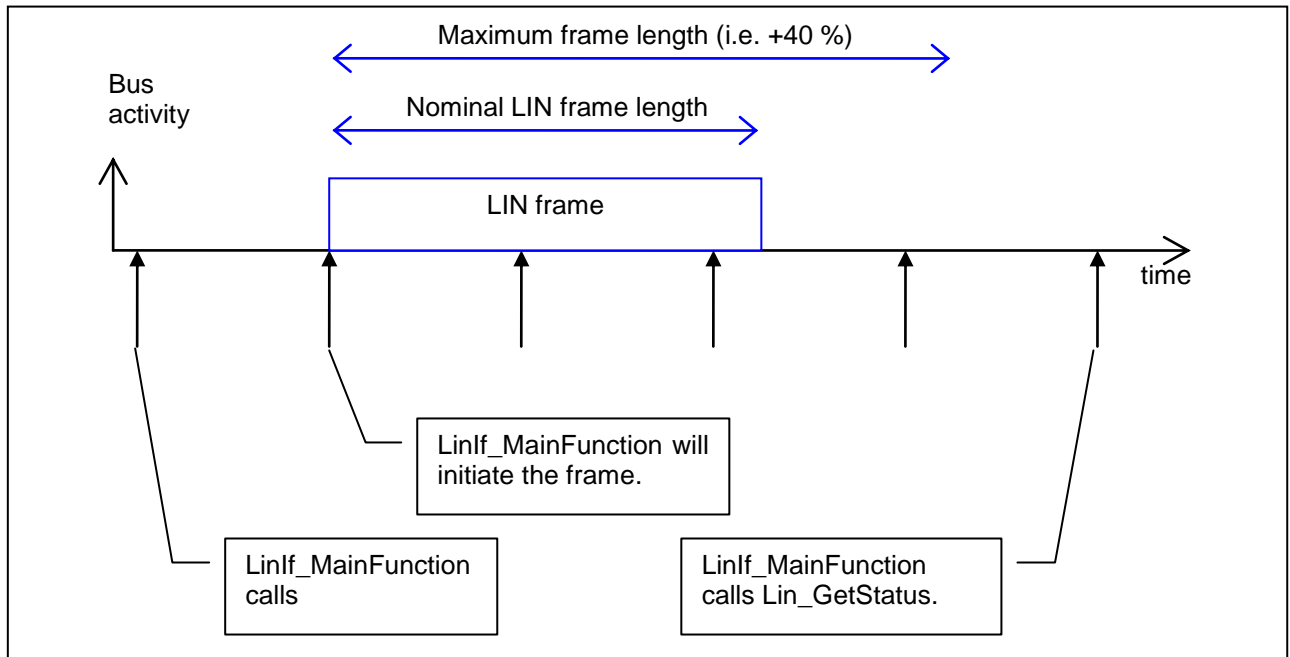 Maximum frame length (i.e. +40 %)
Bus
activity
Nominal LIN frame length
LIN frame
time
LinIf_MainFunction will
initiate the frame.
LinIf_MainFunction
calls
LinIf_MainFunction
calls Lin_GetStatus.